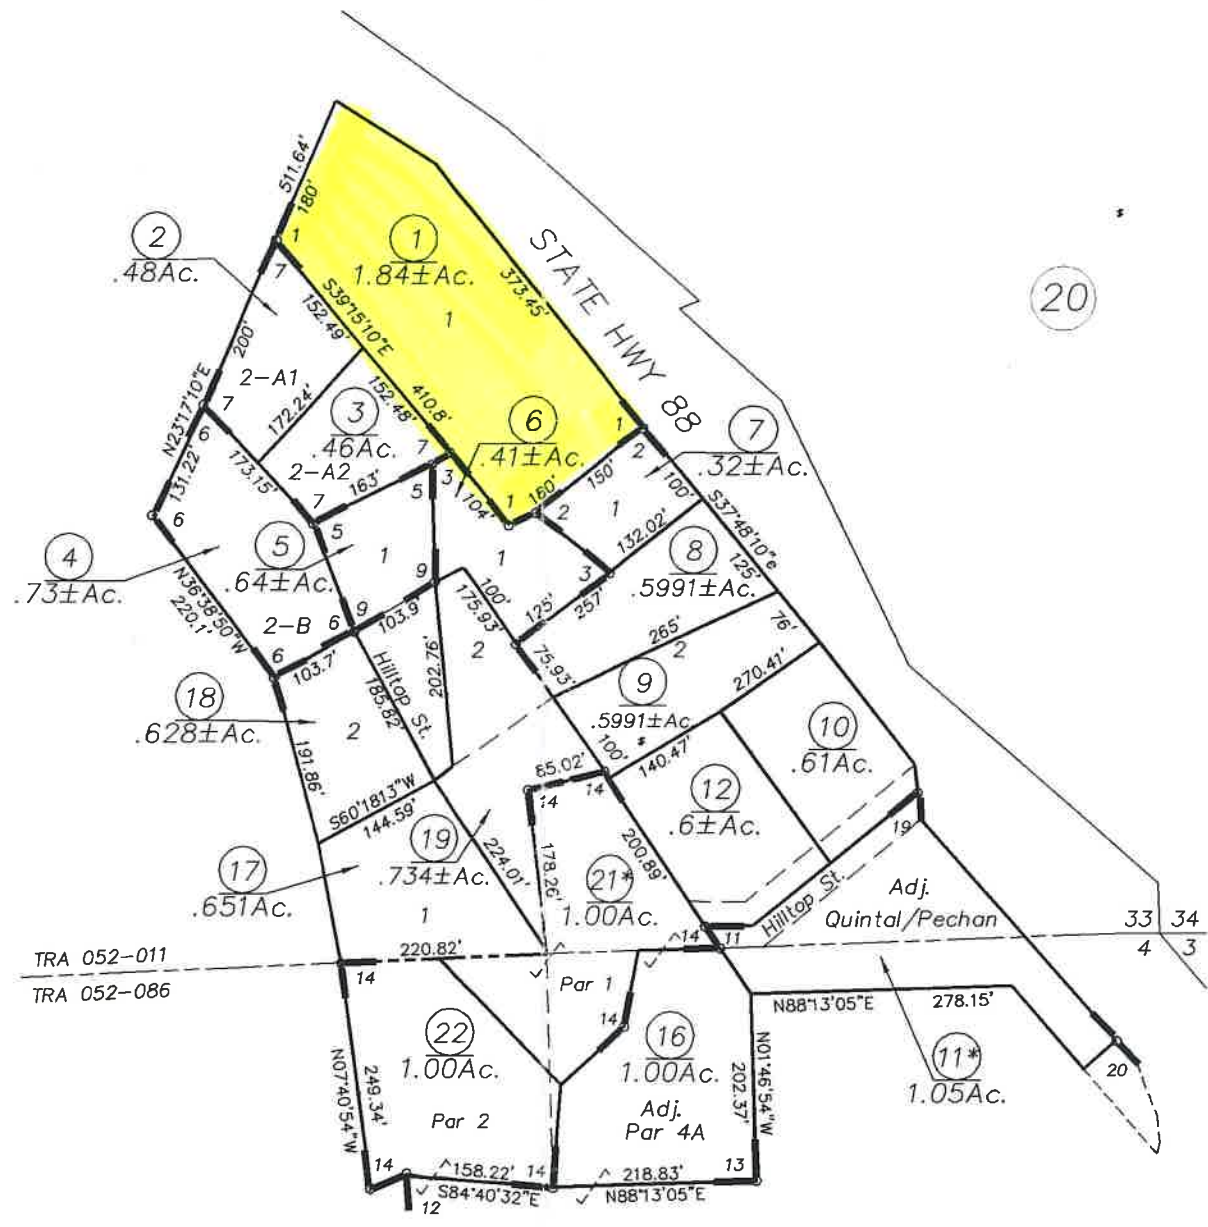 511.64'
180'
1
7
2
.48Ac.
1
1.84±Ac.
1
373.45'
STATE HWY 88
20
S39°15'10"E
152.49'
200'
2-A1
172.24'
N23°17'10"E
7
6
3
.46Ac.
2-A2
152.48'
410.8'
6
.41±Ac.
1
2
7
.32±Ac.
131.22'
173.15'
163'
7
3
5
104'
1
160'
150'
2
1
100'
S37°48'10"e
7
5
6
4
.73±Ac.
5
.64±Ac.
1
1
132.02'
8
.5991±Ac.
125'
3
9
N36°38'50"W
220.1'
2-B
6
9
103.9'
100'
175.93'
125'
257'
76'
6
103.7'
Hilltop St.
185.82'
202.76'
2
75.93'
265'
2
270.41'
18
.628±Ac.
2
9
.5991±Ac
10
.61Ac.
191.86'
100'
140.47'
85.02'
14
14
12
.6±Ac.
S60°18'13"W
144.59'
19
.734±Ac.
224.01'
178.26'
200.89'
19
17
.651Ac.
1
21*
1.00Ac.
Hilltop St.
Adj.
Quintal/Pechan
33 34
4 3
TRA 052-011
TRA 052-086
220.82'
14
14
11
Par 1
14
N88°13'05"E
278.15'
22
1.00Ac.
16
1.00Ac.
11*
1.05Ac.
20
N07°40'54"W
249.34'
Par 2
Adj.
Par 4A
N01°46'54"W
202.37'
14
158.22'
14
218.83'
13
S84°40'32"E
N88°13'05"E
12